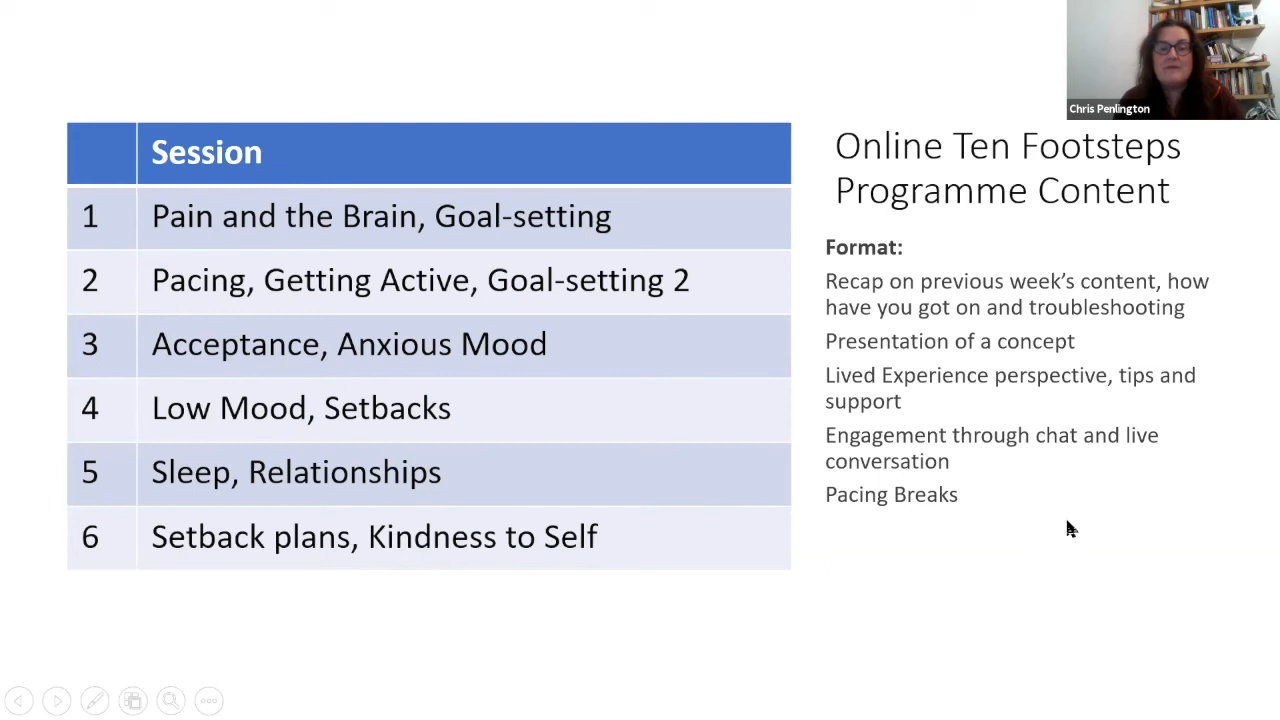 Chris Penlington
Session
1 Pain and the Brain, Goal-setting
2 Pacing, Getting Active, Goal-setting 2
3 Acceptance, Anxious Mood
4 Low Mood, Setbacks
5 Sleep, Relationships
6 Setback plans, Kindness to Self
Online Ten Footsteps
Programme Content
Format:
Recap on previous week’s content, how
have you got on and troubleshooting
Presentation of a concept
Lived Experience perspective, tips and
support
Engagement through chat and live
conversation
Pacing Breaks